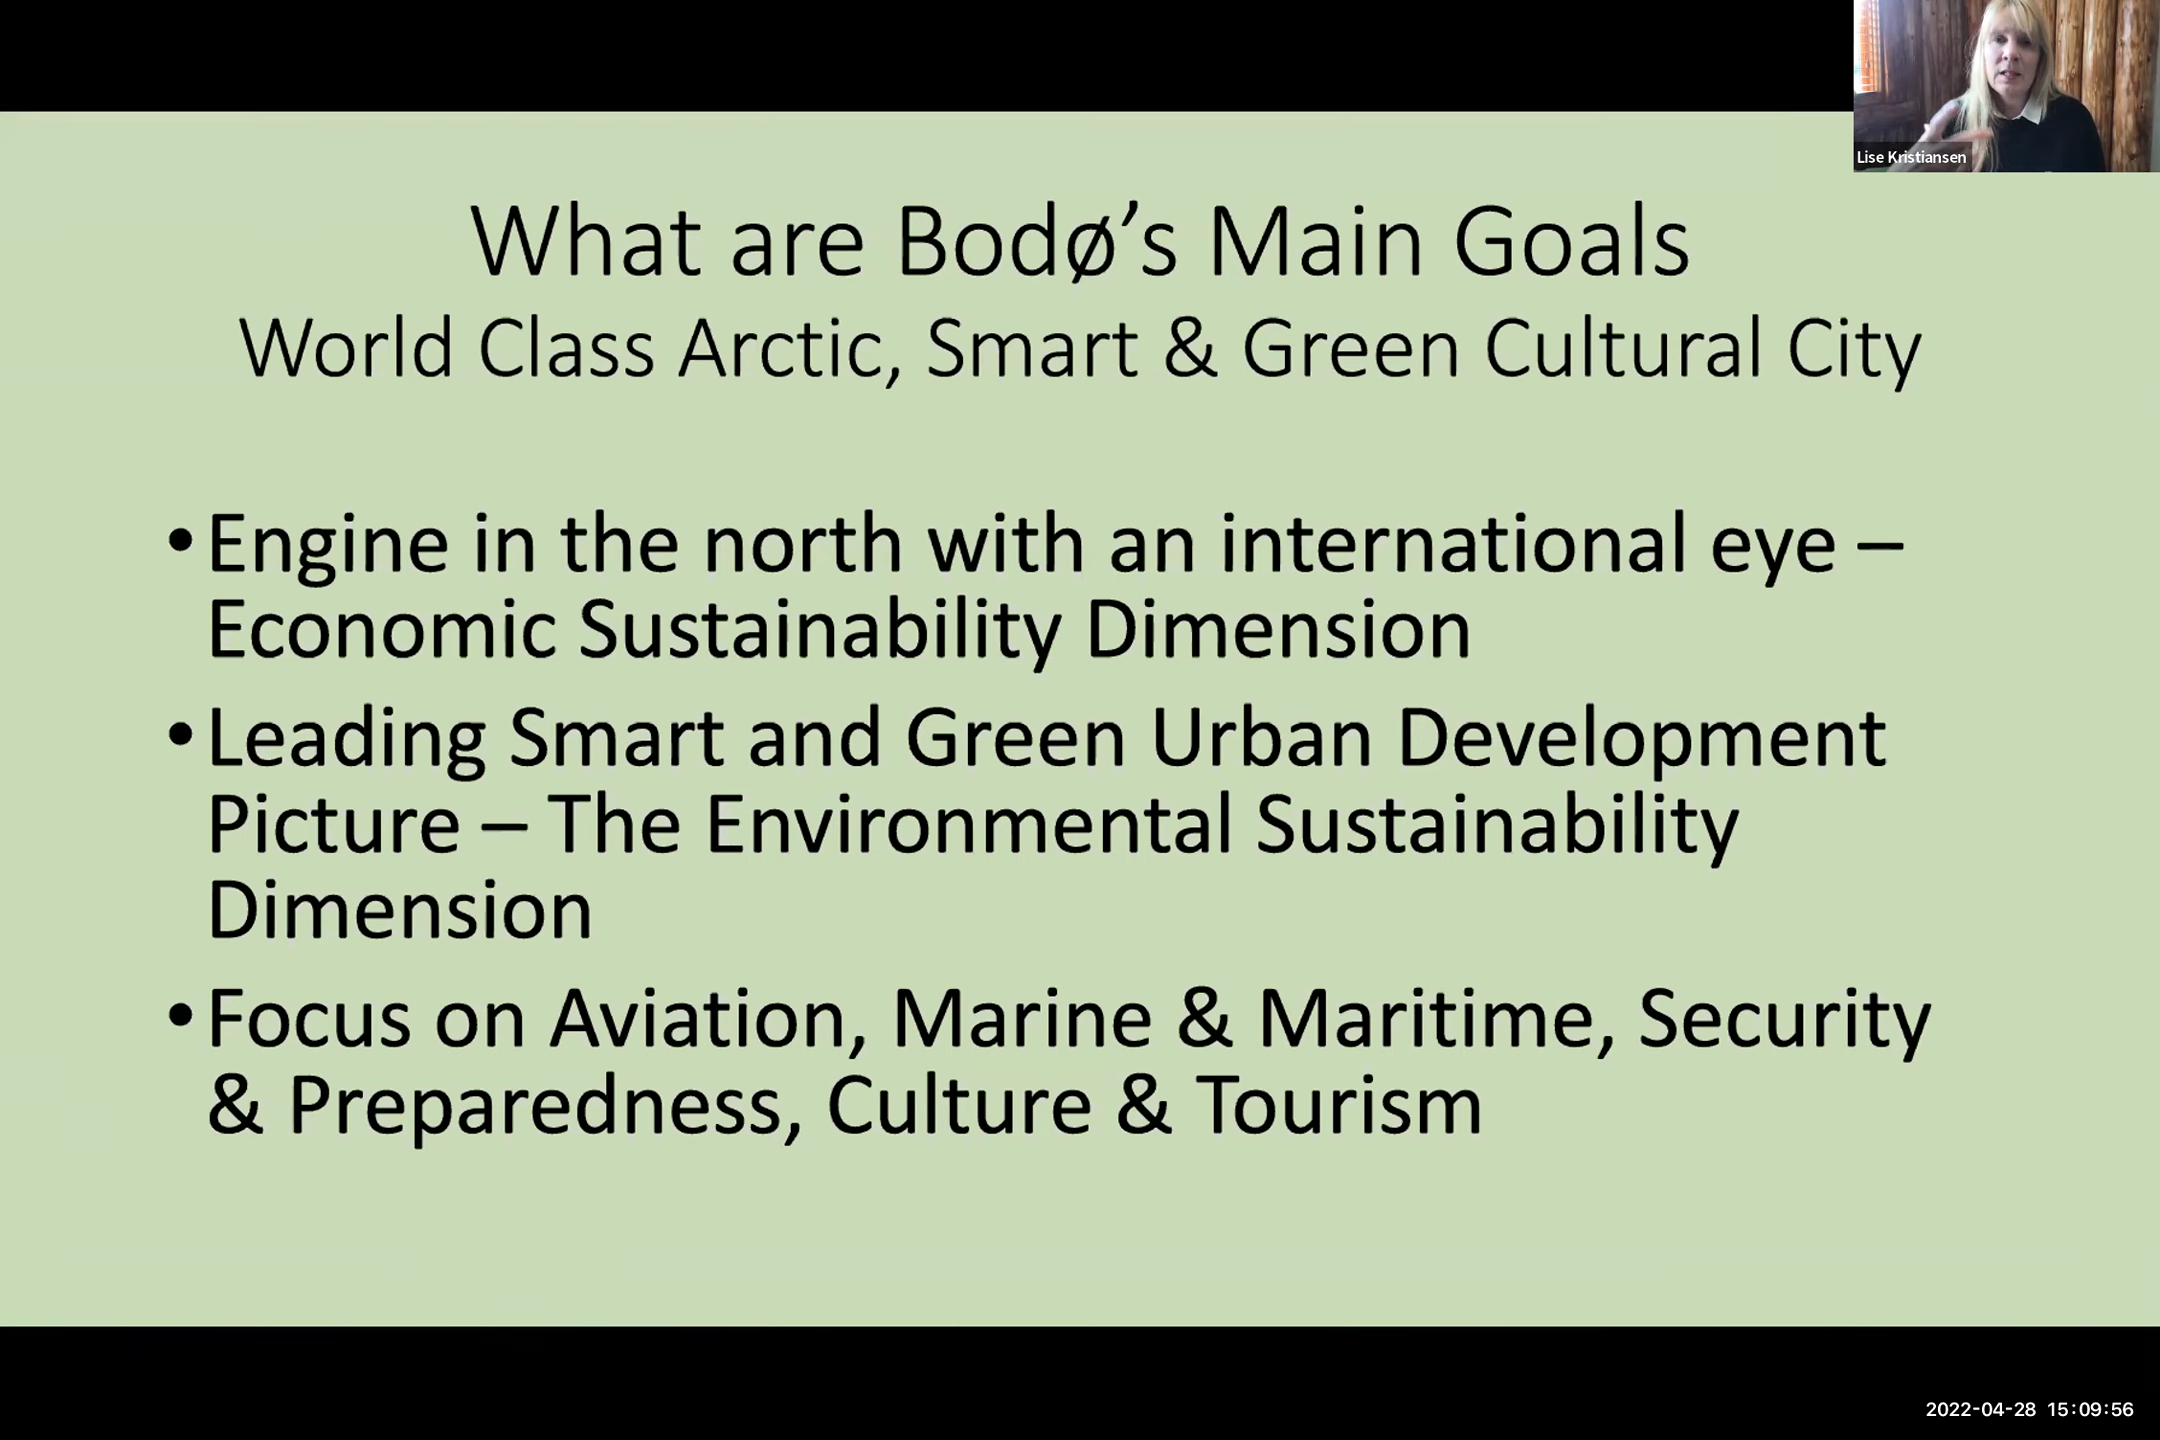 Lise Kristiansen
What are Bodø’s Main Goals
World Class Arctic, Smart & Green Cultural City
•Engine in the north with an international eye –
Economic Sustainability Dimension
•Leading Smart and Green Urban Development
Picture – The Environmental Sustainability
Dimension
•Focus on Aviation, Marine & Maritime, Security
& Preparedness, Culture & Tourism
2022-04-28 15:09:56